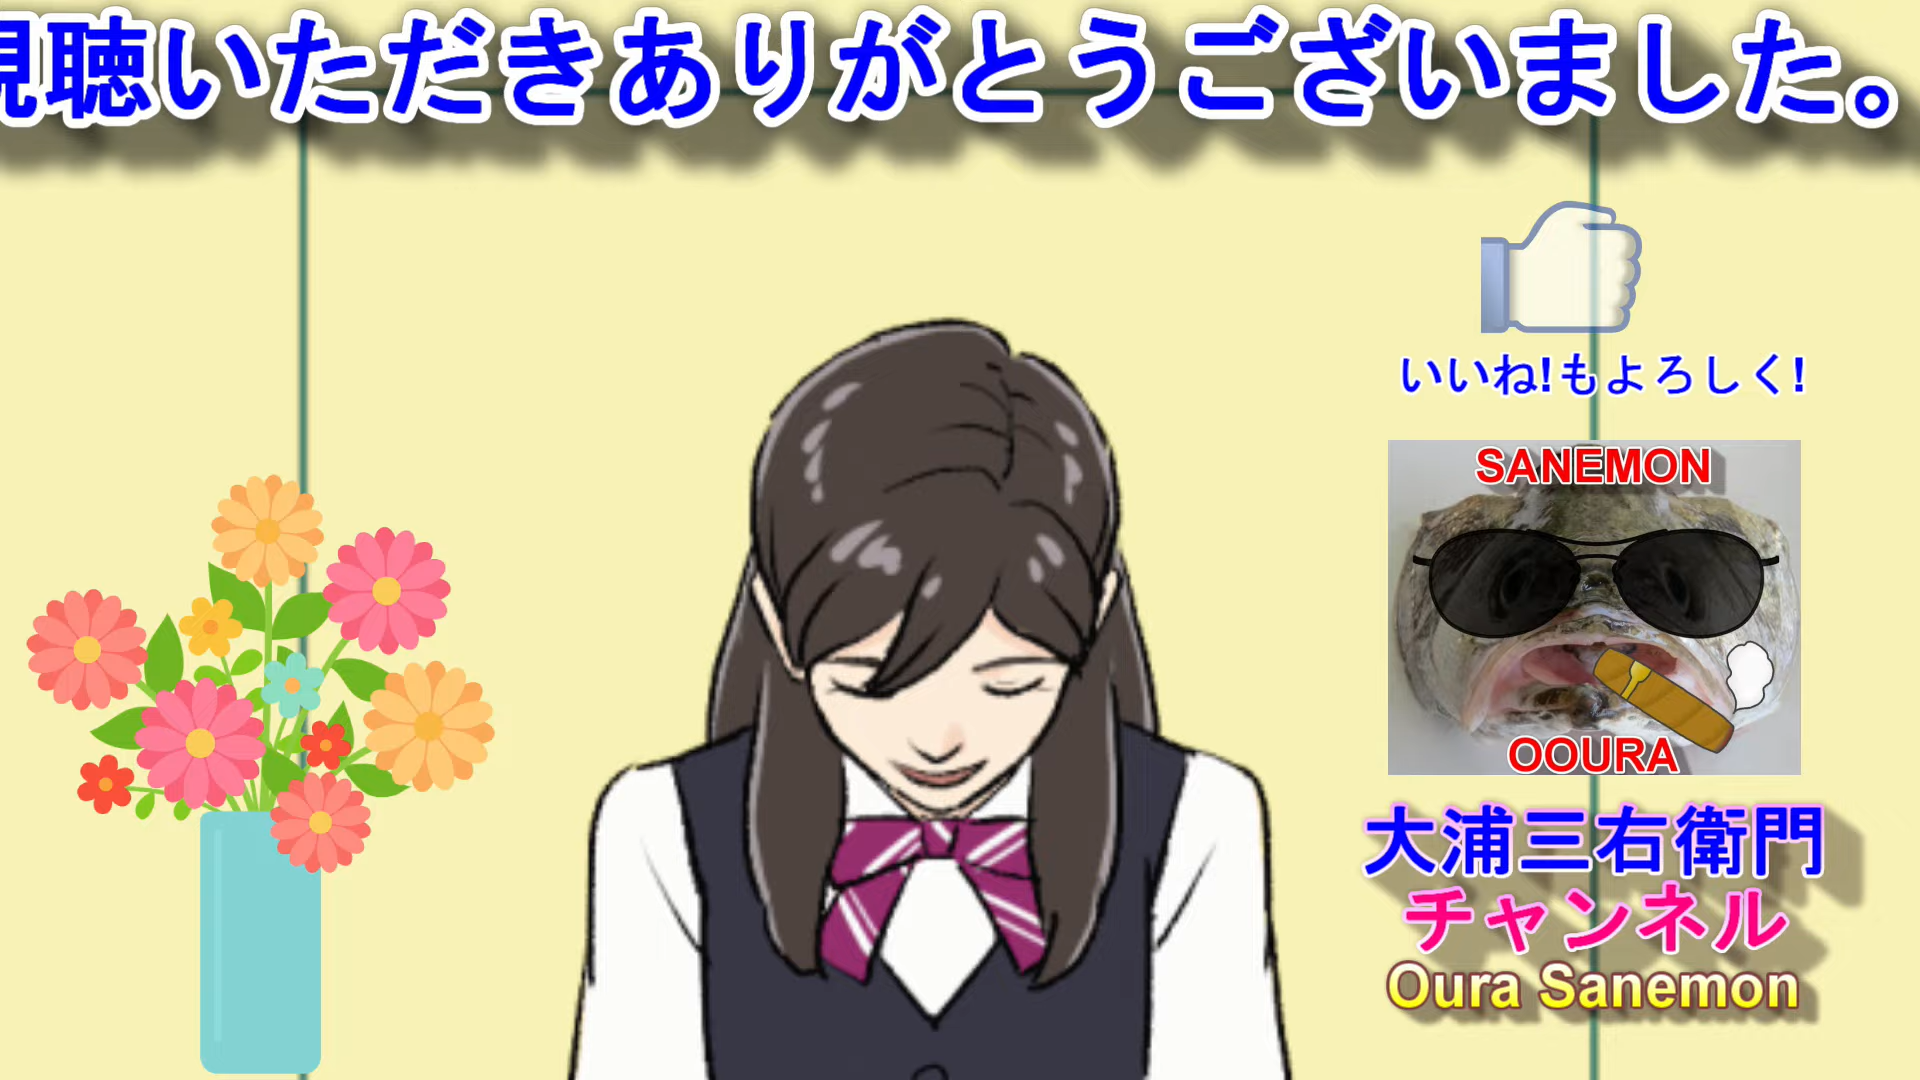 視聴いただきありがとうございました。
いいね!もよろしく!
SANEMON
OOURA
大浦三右衛門
チャンネル
Oura Sanemon